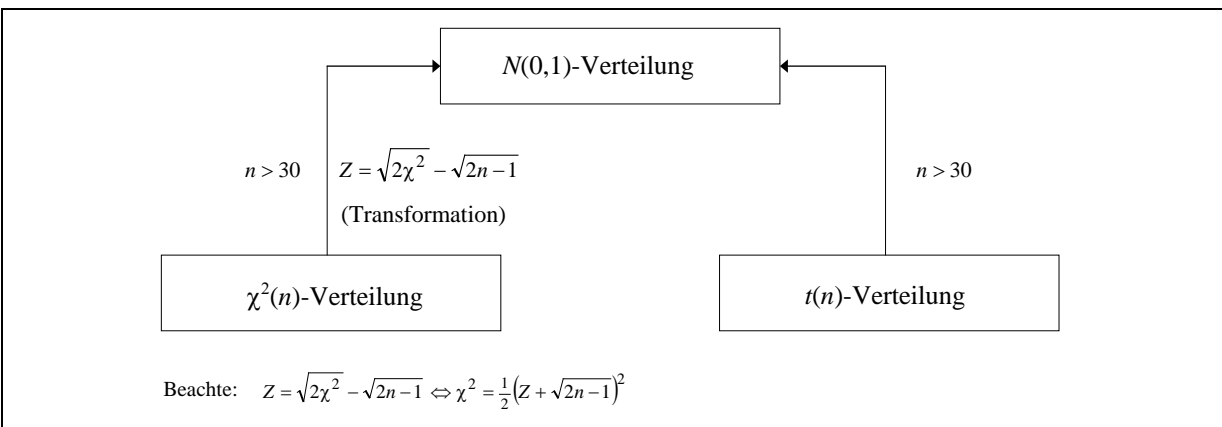 N(0,1)-Verteilung
n > 30
Z = √(2χ²) − √(2n−1)
(Transformation)
n > 30
χ²(n)-Verteilung
t(n)-Verteilung
Beachte: Z = √(2χ²) − √(2n−1) ⇔ χ² = ½(Z + √(2n−1))²